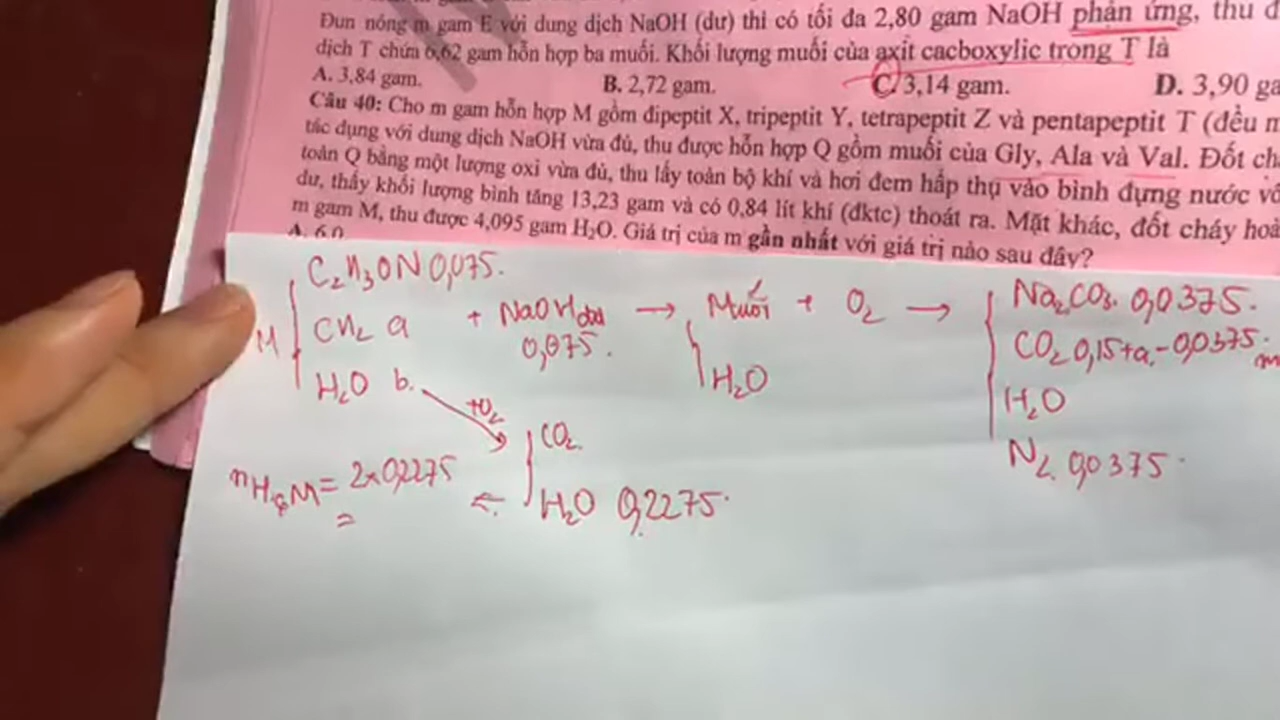 Đun nóng m gam E với dung dịch NaOH (dư) thì có tối đa 2,80 gam NaOH phản ứng, thu đ
dịch T chứa 6,62 gam hỗn hợp ba muối. Khối lượng muối của axit cacboxylic trong T là
A. 3,84 gam. B. 2,72 gam. C. 3,14 gam. D. 3,90 ga
Câu 40: Cho m gam hỗn hợp M gồm đipeptit X, tripeptit Y, tetrapeptit Z và pentapeptit T (đều m
tác dụng với dung dịch NaOH vừa đủ, thu được hỗn hợp Q gồm muối của Gly, Ala và Val. Đốt ch
toàn Q bằng một lượng oxi vừa đủ, thu lấy toàn bộ khí và hơi đem hấp thụ vào bình đựng nước vô
dư, thấy khối lượng bình tăng 13,23 gam và có 0,84 lít khí (đktc) thoát ra. Mặt khác, đốt cháy hoà
m gam M, thu được 4,095 gam H₂O. Giá trị của m gần nhất với giá trị nào sau đây?
A. 6,0
C₂H₃ON 0,075.
M CH₂ a + NaOH 0,075. → Muối + O₂ → Na₂CO₃. 0,0375.
CO₂ 0,15+a-0,0375.
H₂O b. H₂O H₂O
+O₂ CO₂ N₂. 0,0375.
nH = 2x0,2275 ← H₂O 0,2275.
=